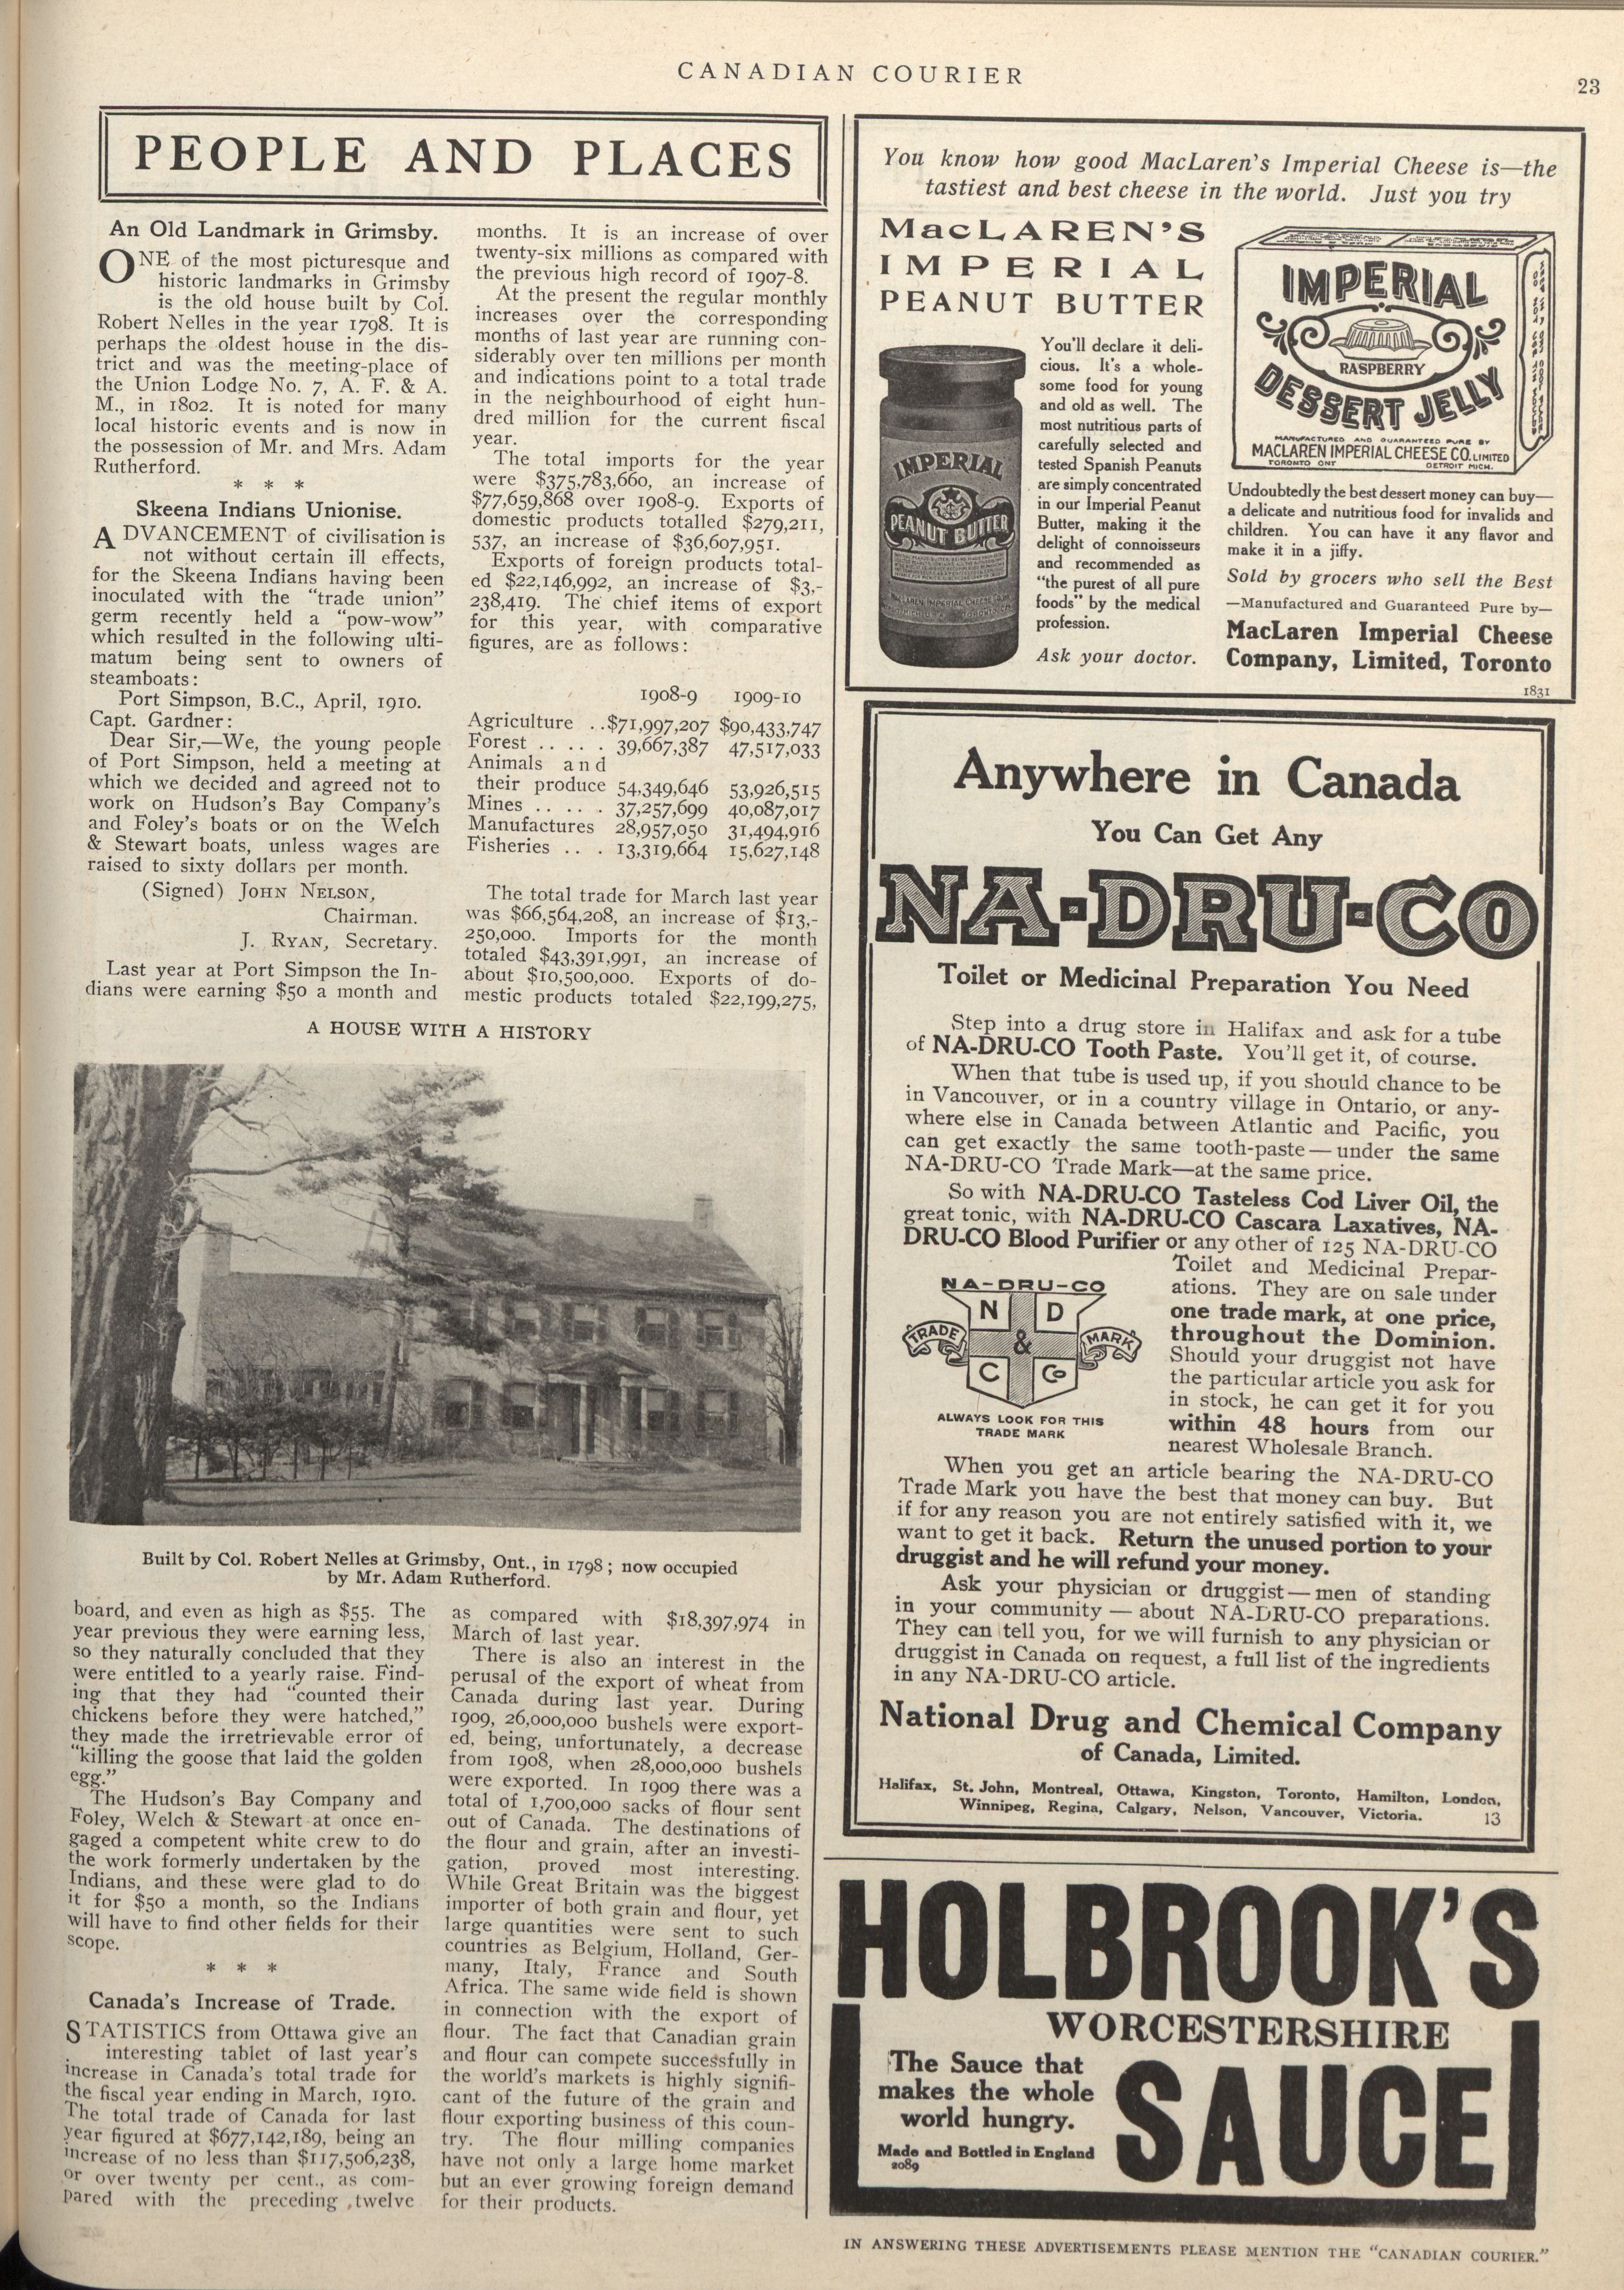 CANADIAN COURIER
23
PEOPLE AND PLACES
An Old Landmark in Grimsby.
ONE of the most picturesque and
historic landmarks in Grimsby
is the old house built by Col.
Robert Nelles in the year 1798. It is
perhaps the oldest house in the dis-
trict and was the meeting-place of
the Union Lodge No. 7, A. F. & A.
M., in 1802. It is noted for many
local historic events and is now in
the possession of Mr. and Mrs. Adam
Rutherford.
* * *
Skeena Indians Unionise.
ADVANCEMENT of civilisation is
not without certain ill effects,
for the Skeena Indians having been
inoculated with the "trade union"
germ recently held a "pow-wow"
which resulted in the following ulti-
matum being sent to owners of
steamboats:
Port Simpson, B.C., April, 1910.
Capt. Gardner:
Dear Sir,—We, the young people
of Port Simpson, held a meeting at
which we decided and agreed not to
work on Hudson's Bay Company's
and Foley's boats or on the Welch
& Stewart boats, unless wages are
raised to sixty dollars per month.
(Signed) JOHN NELSON,
Chairman.
J. RYAN, Secretary.
Last year at Port Simpson the In-
dians were earning $50 a month and
board, and even as high as $55. The
year previous they were earning less,
so they naturally concluded that they
were entitled to a yearly raise. Find-
ing that they had "counted their
chickens before they were hatched,"
they made the irretrievable error of
"killing the goose that laid the golden
egg."
The Hudson's Bay Company and
Foley, Welch & Stewart at once en-
gaged a competent white crew to do
the work formerly undertaken by the
Indians, and these were glad to do
it for $50 a month, so the Indians
will have to find other fields for their
scope.
* * *
Canada's Increase of Trade.
STATISTICS from Ottawa give an
interesting tablet of last year's
increase in Canada's total trade for
the fiscal year ending in March, 1910.
The total trade of Canada for last
year figured at $677,142,189, being an
increase of no less than $117,506,238,
or over twenty per cent., as com-
pared with the preceding twelve
months. It is an increase of over
twenty-six millions as compared with
the previous high record of 1907-8.
At the present the regular monthly
increases over the corresponding
months of last year are running con-
siderably over ten millions per month
and indications point to a total trade
in the neighbourhood of eight hun-
dred million for the current fiscal
year.
The total imports for the year
were $375,783,660, an increase of
$77,659,868 over 1908-9. Exports of
domestic products totalled $279,211,
537, an increase of $36,607,951.
Exports of foreign products total-
ed $22,146,992, an increase of $3,-
238,419. The chief items of export
for this year, with comparative
figures, are as follows:
1908-9 1909-10
Agriculture ..$71,997,207 $90,433,747
Forest .. .. . 39,667,387 47,517,033
Animals and
their produce 54,349,646 53,926,515
Mines .. .. . 37,257,699 40,087,017
Manufactures 28,957,050 31,494,916
Fisheries .. . 13,319,664 15,627,148
The total trade for March last year
was $66,564,208, an increase of $13,-
250,000. Imports for the month
totaled $43,391,991, an increase of
about $10,500,000. Exports of do-
mestic products totaled $22,199,275,
as compared with $18,397,974 in
March of last year.
There is also an interest in the
perusal of the export of wheat from
Canada during last year. During
1909, 26,000,000 bushels were export-
ed, being, unfortunately, a decrease
from 1908, when 28,000,000 bushels
were exported. In 1909 there was a
total of 1,700,000 sacks of flour sent
out of Canada. The destinations of
the flour and grain, after an investi-
gation, proved most interesting.
While Great Britain was the biggest
importer of both grain and flour, yet
large quantities were sent to such
countries as Belgium, Holland, Ger-
many, Italy, France and South
Africa. The same wide field is shown
in connection with the export of
flour. The fact that Canadian grain
and flour can compete successfully in
the world's markets is highly signifi-
cant of the future of the grain and
flour exporting business of this coun-
try. The flour milling companies
have not only a large home market
but an ever growing foreign demand
for their products.
A HOUSE WITH A HISTORY
Built by Col. Robert Nelles at Grimsby, Ont., in 1798; now occupied
by Mr. Adam Rutherford.
You know how good MacLaren's Imperial Cheese is—the
tastiest and best cheese in the world. Just you try
MacLAREN'S
IMPERIAL
PEANUT BUTTER
You'll declare it deli-
cious. It's a whole-
some food for young
and old as well. The
most nutritious parts of
carefully selected and
tested Spanish Peanuts
are simply concentrated
in our Imperial Peanut
Butter, making it the
delight of connoisseurs
and recommended as
"the purest of all pure
foods" by the medical
profession.
Ask your doctor.
IMPERIAL
PEANUT BUTTER
IMPERIAL
RASPBERRY
DESSERT JELLY
MANUFACTURED AND GUARANTEED PURE BY
MACLAREN IMPERIAL CHEESE CO. LIMITED
TORONTO ONT DETROIT MICH.
Undoubtedly the best dessert money can buy—
a delicate and nutritious food for invalids and
children. You can have it any flavor and
make it in a jiffy.
Sold by grocers who sell the Best
—Manufactured and Guaranteed Pure by—
MacLaren Imperial Cheese
Company, Limited, Toronto
1831
Anywhere in Canada
You Can Get Any
NA-DRU-CO
Toilet or Medicinal Preparation You Need
Step into a drug store in Halifax and ask for a tube
of NA-DRU-CO Tooth Paste. You'll get it, of course.
When that tube is used up, if you should chance to be
in Vancouver, or in a country village in Ontario, or any-
where else in Canada between Atlantic and Pacific, you
can get exactly the same tooth-paste—under the same
NA-DRU-CO Trade Mark—at the same price.
So with NA-DRU-CO Tasteless Cod Liver Oil, the
great tonic, with NA-DRU-CO Cascara Laxatives, NA-
DRU-CO Blood Purifier or any other of 125 NA-DRU-CO
Toilet and Medicinal Prepar-
ations. They are on sale under
one trade mark, at one price,
throughout the Dominion.
Should your druggist not have
the particular article you ask for
in stock, he can get it for you
within 48 hours from our
nearest Wholesale Branch.
NA-DRU-CO
N D
TRADE & MARK
C Co
ALWAYS LOOK FOR THIS
TRADE MARK
When you get an article bearing the NA-DRU-CO
Trade Mark you have the best that money can buy. But
if for any reason you are not entirely satisfied with it, we
want to get it back. Return the unused portion to your
druggist and he will refund your money.
Ask your physician or druggist—men of standing
in your community—about NA-DRU-CO preparations.
They can tell you, for we will furnish to any physician or
druggist in Canada on request, a full list of the ingredients
in any NA-DRU-CO article.
National Drug and Chemical Company
of Canada, Limited.
Halifax, St. John, Montreal, Ottawa, Kingston, Toronto, Hamilton, London,
Winnipeg, Regina, Calgary, Nelson, Vancouver, Victoria. 13
HOLBROOK'S
WORCESTERSHIRE
SAUCE
The Sauce that
makes the whole
world hungry.
Made and Bottled in England
2089
IN ANSWERING THESE ADVERTISEMENTS PLEASE MENTION THE "CANADIAN COURIER."